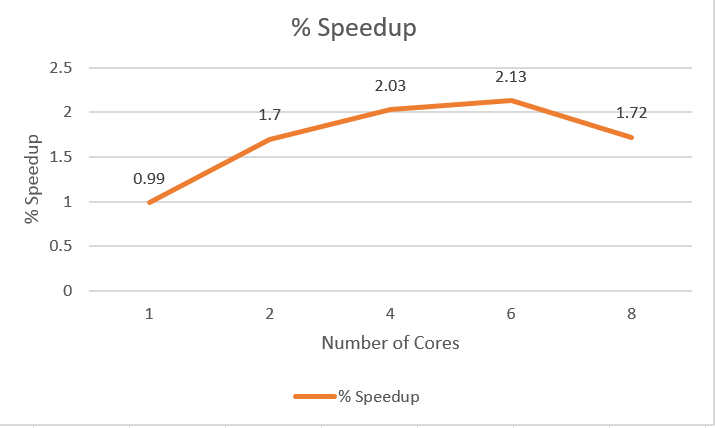 % Speedup
2.5
2
1.5
1
0.5
0
% Speedup
0.99
1.7
2.03
2.13
1.72
1 2 4 6 8
Number of Cores
% Speedup